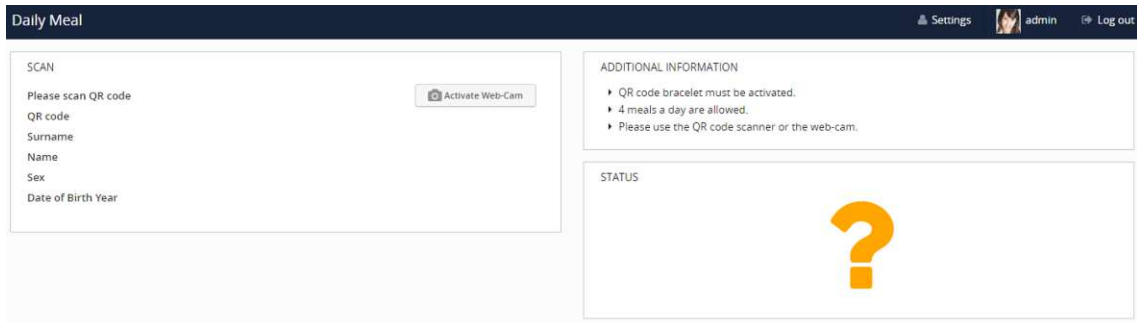 Daily Meal
Settings
admin
Log out
SCAN
Please scan QR code
Activate Web-Cam
QR code
Surname
Name
Sex
Date of Birth Year
ADDITIONAL INFORMATION
QR code bracelet must be activated.
4 meals a day are allowed.
Please use the QR code scanner or the web-cam.
STATUS
?